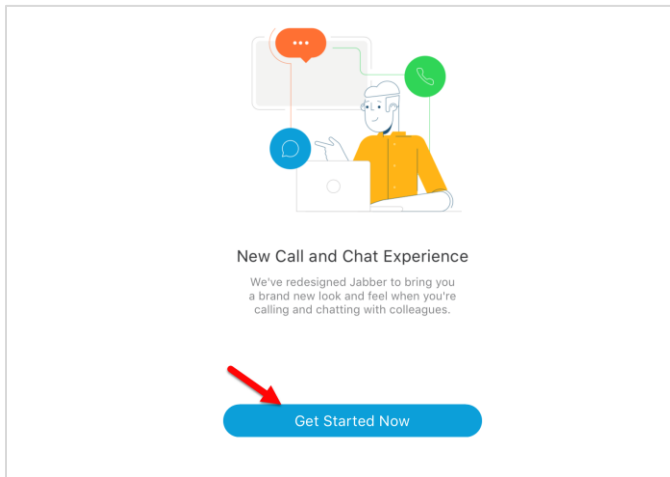 New Call and Chat Experience
We've redesigned Jabber to bring you
a brand new look and feel when you're
calling and chatting with colleagues.
Get Started Now